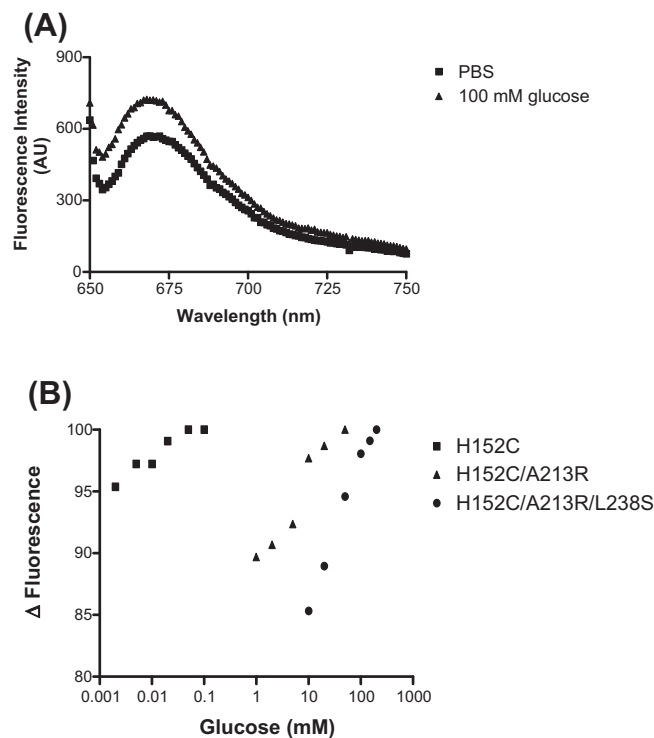 (A)
Fluorescence Intensity
(AU)
900
600
300
0
650
675
700
725
750
Wavelength (nm)
PBS
100 mM glucose
(B)
Δ Fluorescence
100
95
90
85
80
0.001
0.01
0.1
1
10
100
1000
Glucose (mM)
H152C
H152C/A213R
H152C/A213R/L238S